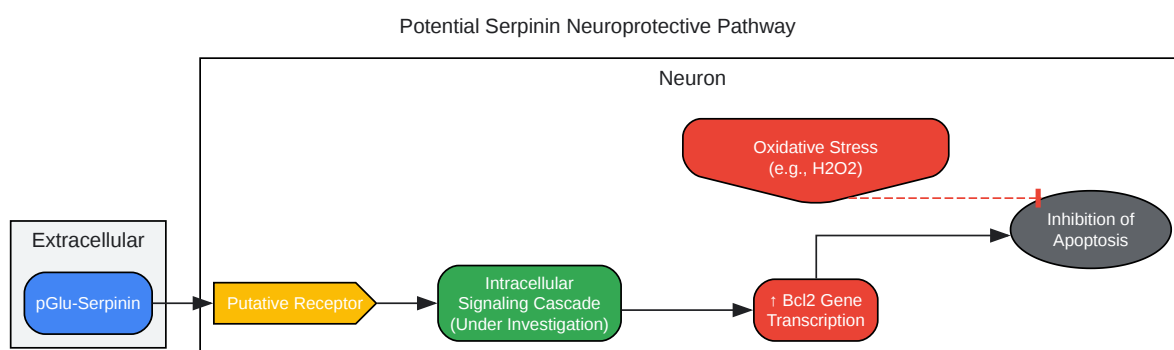 Potential Serpinin Neuroprotective Pathway
Neuron
Oxidative Stress
(e.g., H2O2)
Extracellular
Inhibition of
Apoptosis
pGlu-Serpinin
Putative Receptor
Intracellular
Signaling Cascade
(Under Investigation)
↑ Bcl2 Gene
Transcription